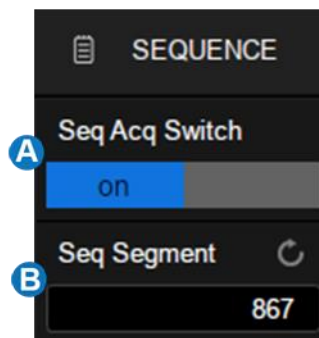 SEQUENCE
Seq Acq Switch
A
on
Seq Segment
B
867